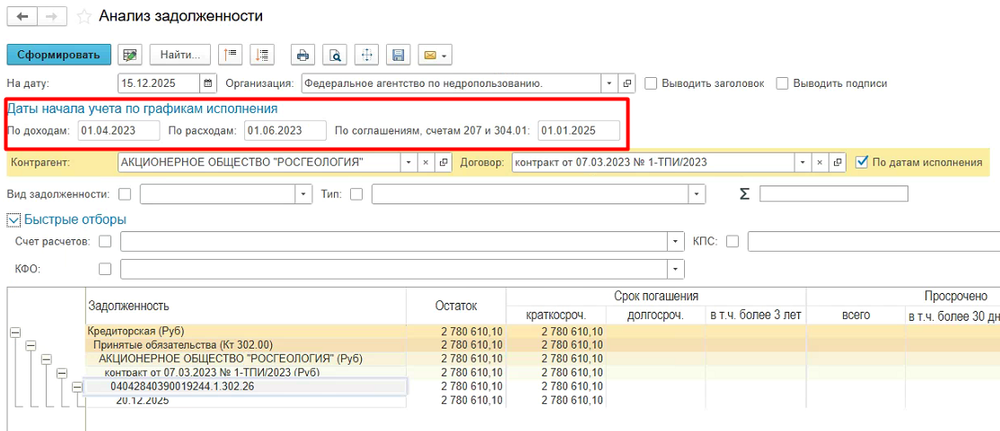 Анализ задолженности
Сформировать Найти...
На дату: 15.12.2025 Организация: Федеральное агентство по недропользованию. Выводить заголовок Выводить подписи
Даты начала учета по графикам исполнения
По доходам: 01.04.2023 По расходам: 01.06.2023 По соглашениям, счетам 207 и 304.01: 01.01.2025
Контрагент: АКЦИОНЕРНОЕ ОБЩЕСТВО "РОСГЕОЛОГИЯ" Договор: контракт от 07.03.2023 № 1-ТПИ/2023 По датам исполнения
Вид задолженности: Тип: Σ
Быстрые отборы
Счет расчетов: КПС:
КФО:
Задолженность Остаток Срок погашения Просрочено
краткосроч. долгосроч. в т.ч. более 3 лет всего в т.ч. более 30 дн
Кредиторская (Руб) 2 780 610,10 2 780 610,10
Принятые обязательства (Кт 302.00) 2 780 610,10 2 780 610,10
АКЦИОНЕРНОЕ ОБЩЕСТВО "РОСГЕОЛОГИЯ" (Руб) 2 780 610,10 2 780 610,10
контракт от 07.03.2023 № 1-ТПИ/2023 (Руб) 2 780 610,10 2 780 610,10
04042840390019244.1.302.26 2 780 610,10 2 780 610,10
20.12.2025 2 780 610,10 2 780 610,10